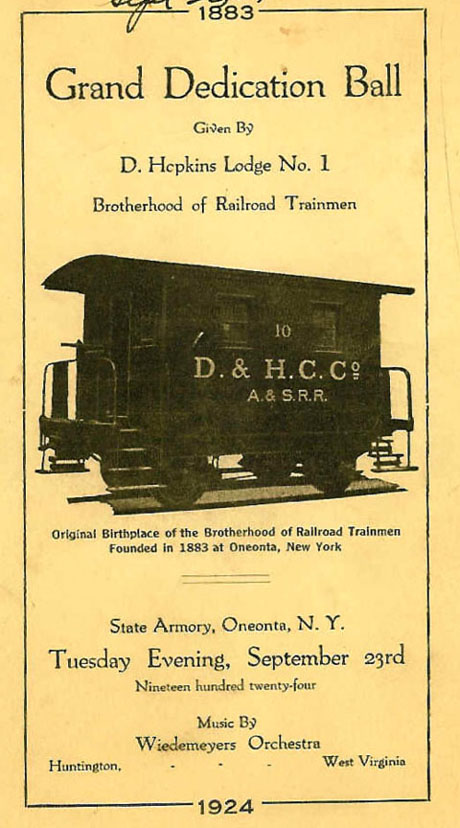 Sept 23
1883
Grand Dedication Ball
Given By
D. Hopkins Lodge No. 1
Brotherhood of Railroad Trainmen
10
D. & H. C. Co
A. & S. R. R.
Original Birthplace of the Brotherhood of Railroad Trainmen
Founded in 1883 at Oneonta, New York
State Armory, Oneonta, N. Y.
Tuesday Evening, September 23rd
Nineteen hundred twenty-four
Music By
Wiedemeyers Orchestra
Huntington, - - - West Virginia
1924